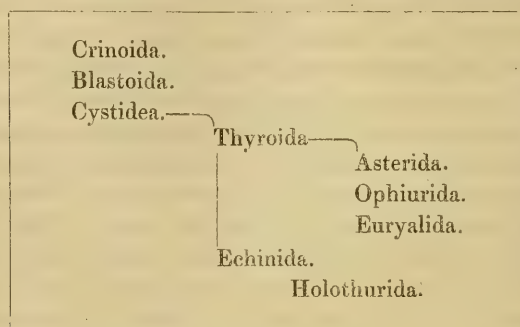 Crinoida.
Blastoida.
Cystidea.
Thyroida
Asterida.
Ophiurida.
Euryalida.
Echinida.
Holothurida.